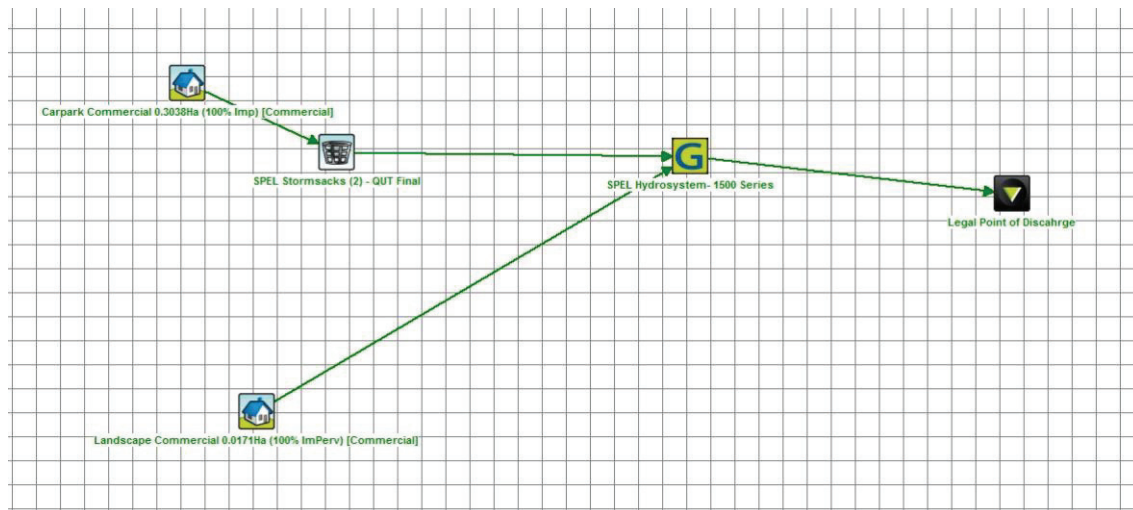 Carpark Commercial 0.3038Ha (100% Imp) [Commercial]
SPEL Stormsacks (2) - QUT Final
G
SPEL Hydrosystem- 1500 Series
Legal Point of Discahrge
Landscape Commercial 0.0171Ha (100% ImPerv) [Commercial]